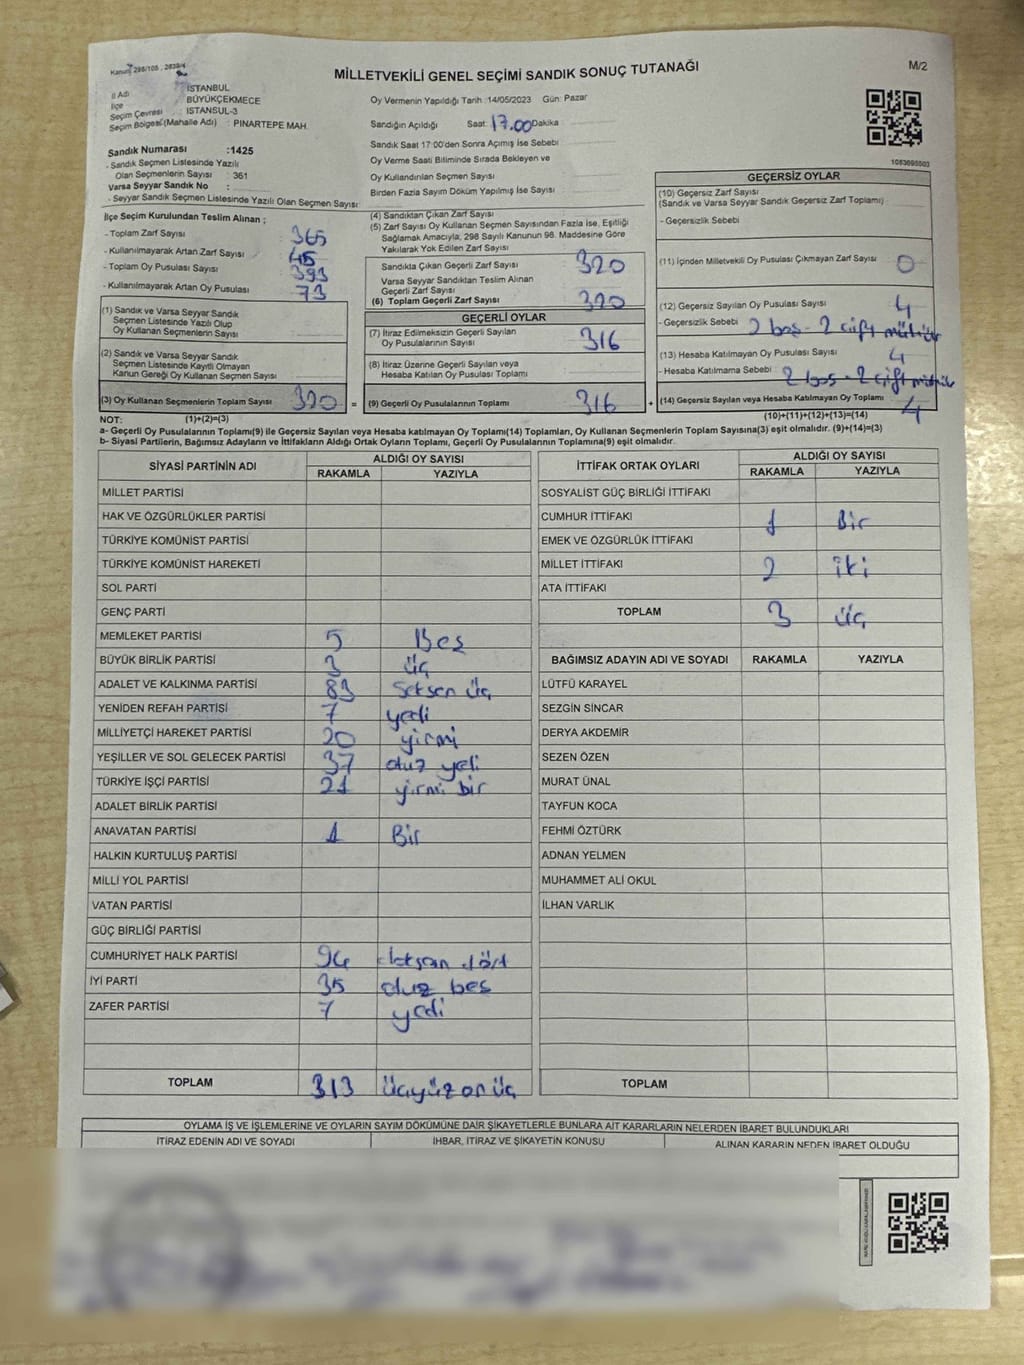 Kanun: 298/105 , 2839/4
MİLLETVEKİLİ GENEL SEÇİMİ SANDIK SONUÇ TUTANAĞI
M/2
İl Adı : İSTANBUL
İlçe : BÜYÜKÇEKMECE
Seçim Çevresi : İSTANBUL-3
Seçim Bölgesi (Mahalle Adı) : PINARTEPE MAH.
Oy Vermenin Yapıldığı Tarih :14/05/2023 Gün: Pazar
Sandığın Açıldığı Saat: 17.00 Dakika
Sandık Saat 17:00'den Sonra Açımış İse Sebebi
Oy Verme Saati Bitiminde Sırada Bekleyen ve
Oy Kullandırılan Seçmen Sayısı
Birden Fazla Sayım Döküm Yapılmış İse Sayısı
Sandık Numarası :1425
- Sandık Seçmen Listesinde Yazılı
Olan Seçmenlerin Sayısı : 361
Varsa Seyyar Sandık No :
- Seyyar Sandık Seçmen Listesinde Yazılı Olan Seçmen Sayısı:
İlçe Seçim Kurulundan Teslim Alınan ;
- Toplam Zarf Sayısı 365
- Kullanılmayarak Artan Zarf Sayısı 45
- Toplam Oy Pusulası Sayısı 393
- Kullanılmayarak Artan Oy Pusulası 73
(1) Sandık ve Varsa Seyyar Sandık
Seçmen Listesinde Yazılı Olup
Oy Kullanan Seçmenlerin Sayısı
(2) Sandık ve Varsa Seyyar Sandık
Seçmen Listesinde Kayıtlı Olmayan
Kanun Gereği Oy Kullanan Seçmen Sayısı
(3) Oy Kullanan Seçmenlerin Toplam Sayısı 320 =
(4) Sandıktan Çıkan Zarf Sayısı
(5) Zarf Sayısı Oy Kullanan Seçmen Sayısından Fazla İse, Eşitliği
Sağlamak Amacıyla, 298 Sayılı Kanunun 98. Maddesine Göre
Yakılarak Yok Edilen Zarf Sayısı
Sandıkta Çıkan Geçerli Zarf Sayısı 320
Varsa Seyyar Sandıktan Teslim Alınan
Geçerli Zarf Sayısı
(6) Toplam Geçerli Zarf Sayısı 320
GEÇERLİ OYLAR
(7) İtiraz Edilmeksizin Geçerli Sayılan
Oy Pusulalarının Sayısı 316
(8) İtiraz Üzerine Geçerli Sayılan veya
Hesaba Katılan Oy Pusulası Toplamı
(9) Geçerli Oy Pusulalarının Toplamı 316 +
1083695503
GEÇERSİZ OYLAR
(10) Geçersiz Zarf Sayısı
(Sandık ve Varsa Seyyar Sandık Geçersiz Zarf Toplamı)
- Geçersizlik Sebebi
(11) İçinden Milletvekili Oy Pusulası Çıkmayan Zarf Sayısı 0
(12) Geçersiz Sayılan Oy Pusulası Sayısı 4
- Geçersizlik Sebebi 2 boş - 2 çift mühür
(13) Hesaba Katılmayan Oy Pusulası Sayısı 4
- Hesaba Katılmama Sebebi 2 boş - 2 çift mühür
(14) Geçersiz Sayılan veya Hesaba Katılmayan Oy Toplamı 4
NOT: (1)+(2)=(3)
(10)+(11)+(12)+(13)=(14)
a- Geçerli Oy Pusulalarının Toplamı(9) ile Geçersiz Sayılan veya Hesaba katılmayan Oy Toplamı(14) Toplamları, Oy Kullanan Seçmenlerin Toplam Sayısına(3) eşit olmalıdır. (9)+(14)=(3)
b- Siyasi Partilerin, Bağımsız Adayların ve İttifakların Aldığı Ortak Oyların Toplamı, Geçerli Oy Pusulalarının Toplamına(9) eşit olmalıdır.
SİYASİ PARTİNİN ADI ALDIĞI OY SAYISI
RAKAMLA YAZIYLA
MİLLET PARTİSİ
HAK VE ÖZGÜRLÜKLER PARTİSİ
TÜRKİYE KOMÜNİST PARTİSİ
TÜRKİYE KOMÜNİST HAREKETİ
SOL PARTİ
GENÇ PARTİ
MEMLEKET PARTİSİ 5 Beş
BÜYÜK BİRLİK PARTİSİ 3 üç
ADALET VE KALKINMA PARTİSİ 83 Seksen üç
YENİDEN REFAH PARTİSİ 7 yedi
MİLLİYETÇİ HAREKET PARTİSİ 20 yirmi
YEŞİLLER VE SOL GELECEK PARTİSİ 37 otuz yedi
TÜRKİYE İŞÇİ PARTİSİ 21 yirmi bir
ADALET BİRLİK PARTİSİ
ANAVATAN PARTİSİ 1 Bir
HALKIN KURTULUŞ PARTİSİ
MİLLİ YOL PARTİSİ
VATAN PARTİSİ
GÜÇ BİRLİĞİ PARTİSİ
CUMHURİYET HALK PARTİSİ 94 doksan dört
İYİ PARTİ 35 otuz beş
ZAFER PARTİSİ 7 yedi
TOPLAM 313 üçyüz on üç
İTTİFAK ORTAK OYLARI ALDIĞI OY SAYISI
RAKAMLA YAZIYLA
SOSYALİST GÜÇ BİRLİĞİ İTTİFAKI
CUMHUR İTTİFAKI 1 Bir
EMEK VE ÖZGÜRLÜK İTTİFAKI
MİLLET İTTİFAKI 2 iki
ATA İTTİFAKI
TOPLAM 3 üç
BAĞIMSIZ ADAYIN ADI VE SOYADI RAKAMLA YAZIYLA
LÜTFÜ KARAYEL
SEZGİN SİNCAR
DERYA AKDEMİR
SEZEN ÖZEN
MURAT ÜNAL
TAYFUN KOCA
FEHMİ ÖZTÜRK
ADNAN YELMEN
MUHAMMET ALİ OKUL
İLHAN VARLIK
TOPLAM
OYLAMA İŞ VE İŞLEMLERİNE VE OYLARIN SAYIM DÖKÜMÜNE DAİR ŞİKAYETLERLE BUNLARA AİT KARARLARIN NELERDEN İBARET BULUNDUKLARI
İTİRAZ EDENİN ADI VE SOYADI İHBAR, İTİRAZ VE ŞİKAYETİN KONUSU ALINAN KARARIN NEDEN İBARET OLDUĞU